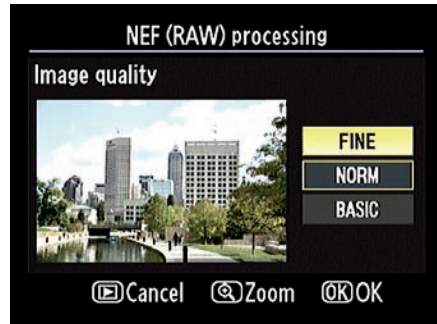 NEF (RAW) processing
Image quality
FINE
NORM
BASIC
Cancel Zoom OK OK